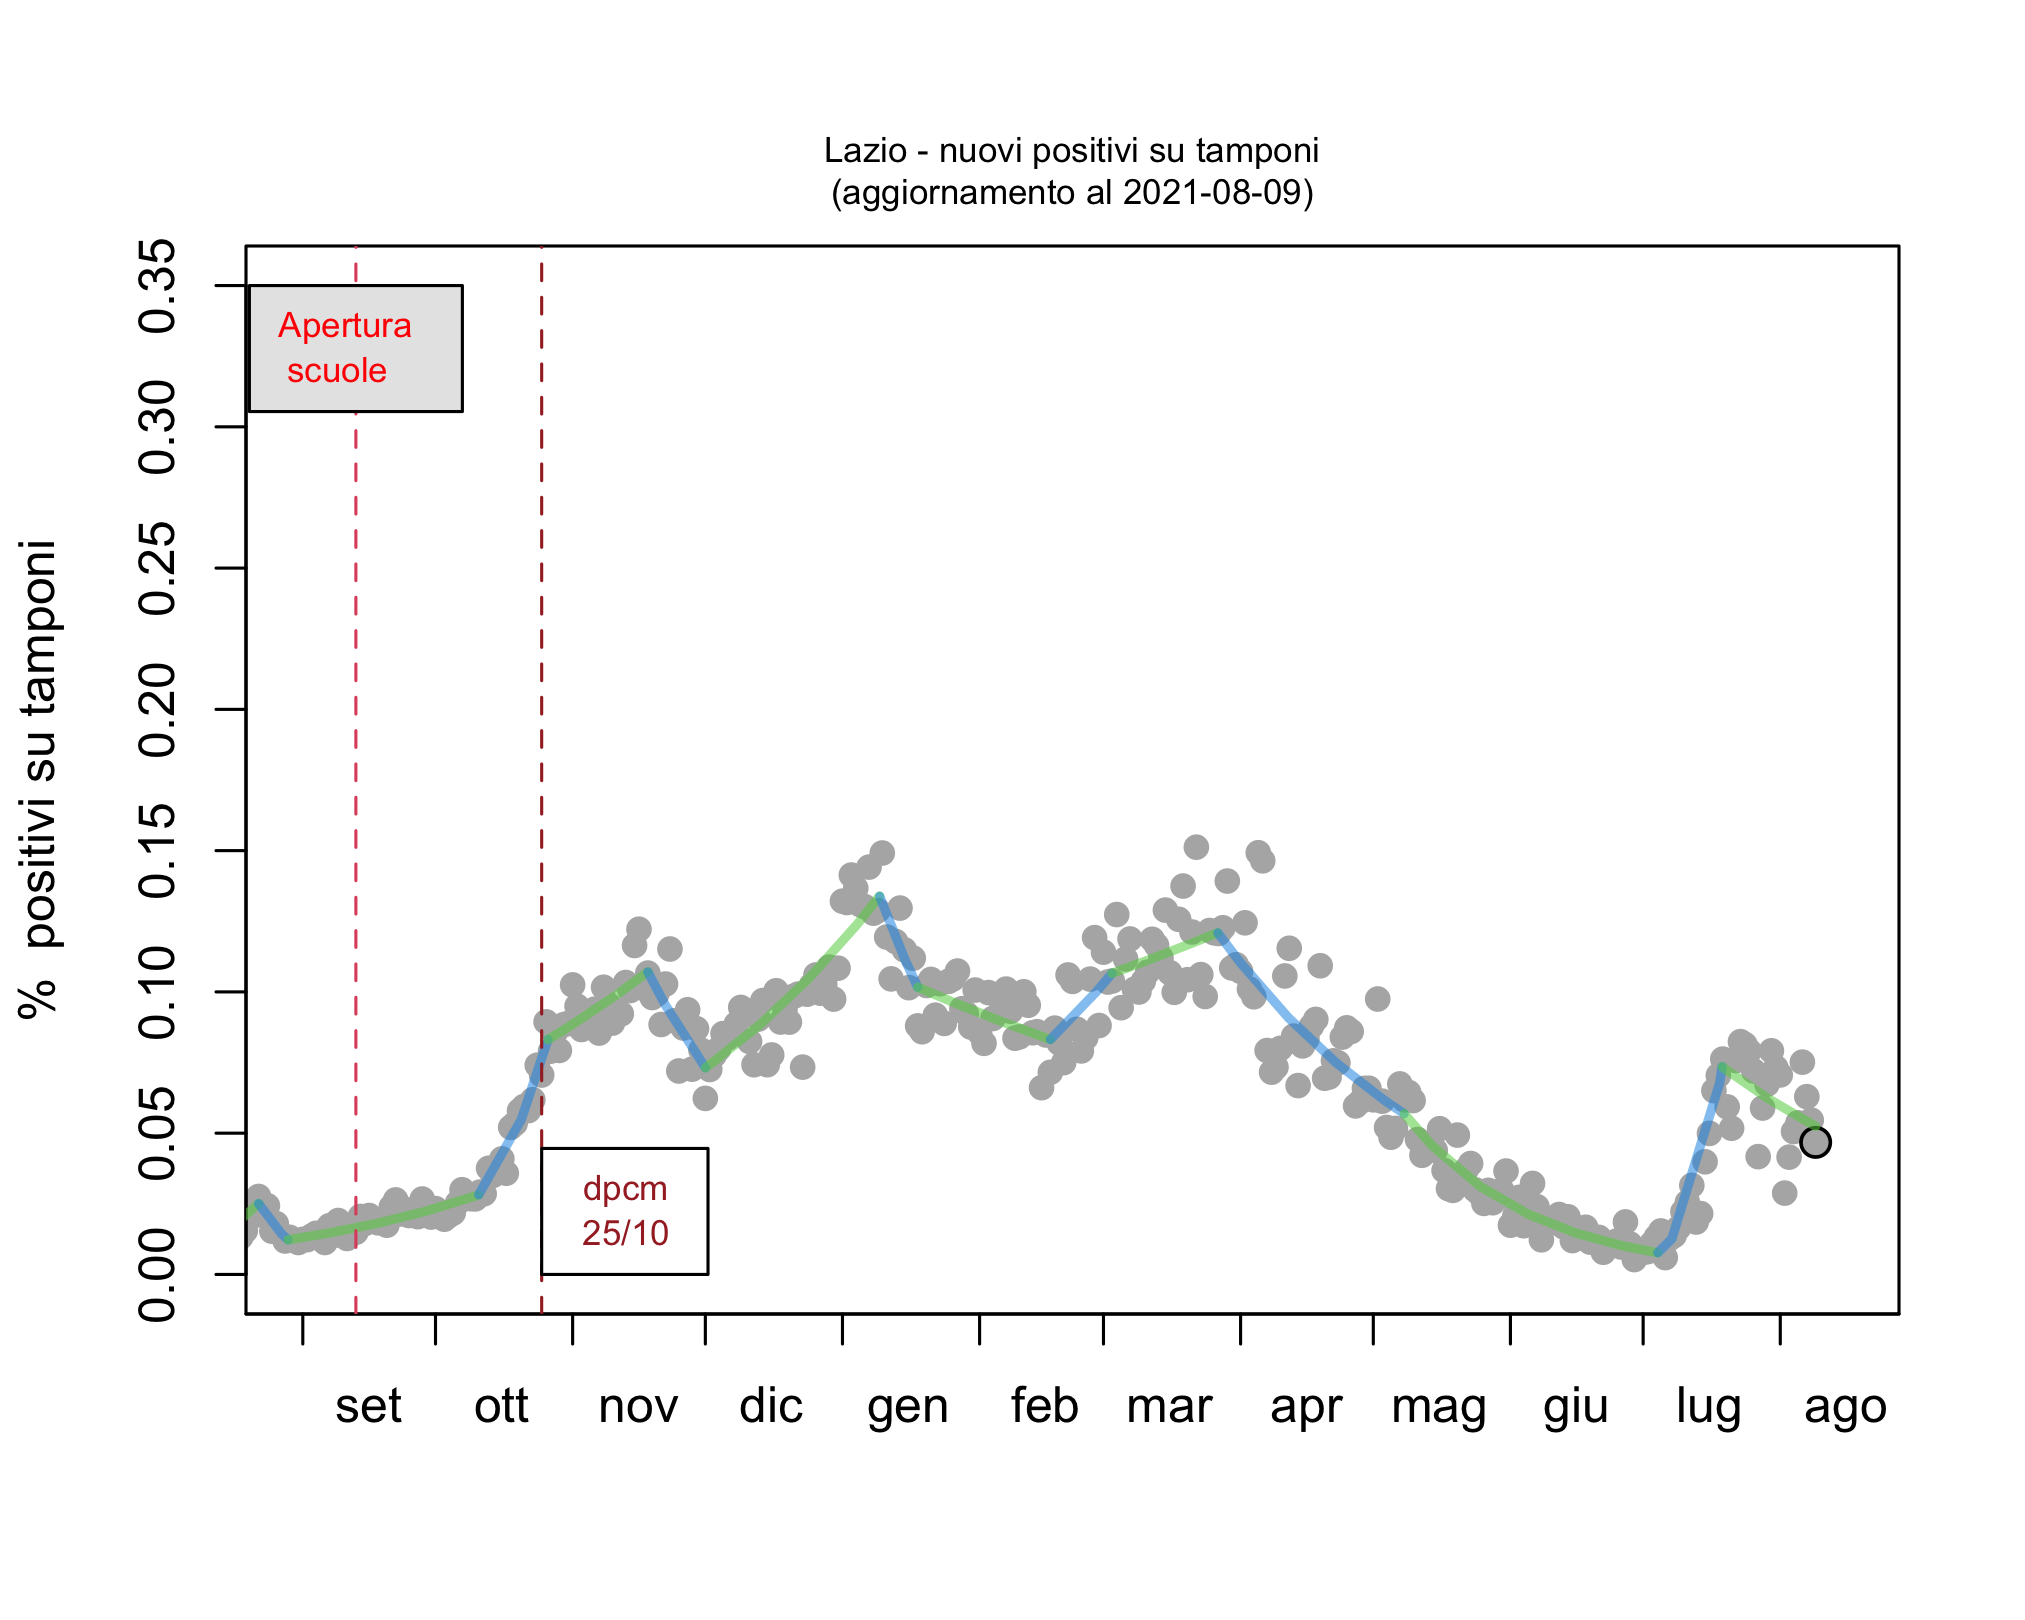 Lazio - nuovi positivi su tamponi
(aggiornamento al 2021-08-09)
% positivi su tamponi
0.35
0.30
0.25
0.20
0.15
0.10
0.05
0.00
Apertura
scuole
dpcm
25/10
set ott nov dic gen feb mar apr mag giu lug ago